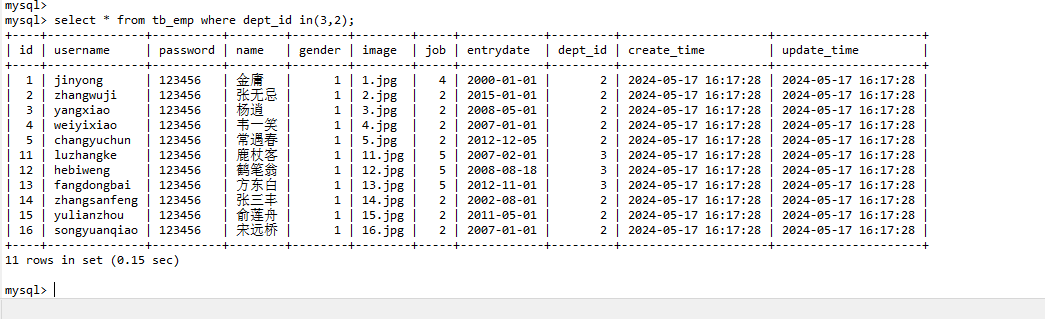 mysql>
mysql> select * from tb_emp where dept_id in(3,2);
+----+--------------+----------+--------+--------+--------+------+------------+---------+---------------------+---------------------+
| id | username | password | name | gender | image | job | entrydate | dept_id | create_time | update_time |
+----+--------------+----------+--------+--------+--------+------+------------+---------+---------------------+---------------------+
| 1 | jinyong | 123456 | 金庸 | 1 | 1.jpg | 4 | 2000-01-01 | 2 | 2024-05-17 16:17:28 | 2024-05-17 16:17:28 |
| 2 | zhangwuji | 123456 | 张无忌 | 1 | 2.jpg | 2 | 2015-01-01 | 2 | 2024-05-17 16:17:28 | 2024-05-17 16:17:28 |
| 3 | yangxiao | 123456 | 杨逍 | 1 | 3.jpg | 2 | 2008-05-01 | 2 | 2024-05-17 16:17:28 | 2024-05-17 16:17:28 |
| 4 | weiyixiao | 123456 | 韦一笑 | 1 | 4.jpg | 2 | 2007-01-01 | 2 | 2024-05-17 16:17:28 | 2024-05-17 16:17:28 |
| 5 | changyuchun | 123456 | 常遇春 | 1 | 5.jpg | 2 | 2012-12-05 | 2 | 2024-05-17 16:17:28 | 2024-05-17 16:17:28 |
| 11 | luzhangke | 123456 | 鹿杖客 | 1 | 11.jpg | 5 | 2007-02-01 | 3 | 2024-05-17 16:17:28 | 2024-05-17 16:17:28 |
| 12 | hebiweng | 123456 | 鹤笔翁 | 1 | 12.jpg | 5 | 2008-08-18 | 3 | 2024-05-17 16:17:28 | 2024-05-17 16:17:28 |
| 13 | fangdongbai | 123456 | 方东白 | 1 | 13.jpg | 5 | 2012-11-01 | 3 | 2024-05-17 16:17:28 | 2024-05-17 16:17:28 |
| 14 | zhangsanfeng | 123456 | 张三丰 | 1 | 14.jpg | 2 | 2002-08-01 | 2 | 2024-05-17 16:17:28 | 2024-05-17 16:17:28 |
| 15 | yulianzhou | 123456 | 俞莲舟 | 1 | 15.jpg | 2 | 2011-05-01 | 2 | 2024-05-17 16:17:28 | 2024-05-17 16:17:28 |
| 16 | songyuanqiao | 123456 | 宋远桥 | 1 | 16.jpg | 2 | 2007-01-01 | 2 | 2024-05-17 16:17:28 | 2024-05-17 16:17:28 |
+----+--------------+----------+--------+--------+--------+------+------------+---------+---------------------+---------------------+
11 rows in set (0.15 sec)
mysql>